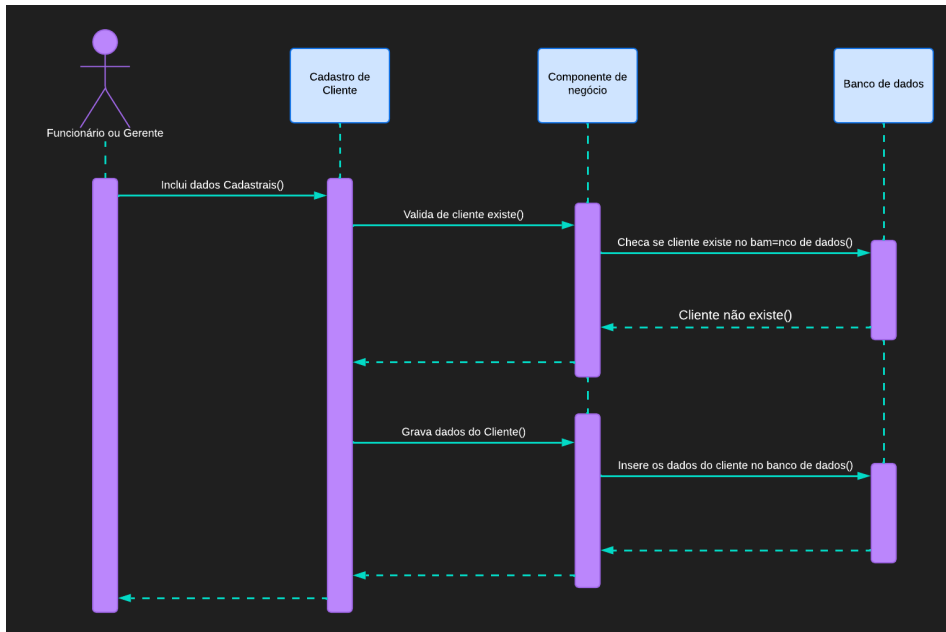 Cadastro de
Cliente
Componente de
negócio
Banco de dados
Funcionário ou Gerente
Inclui dados Cadastrais()
Valida de cliente existe()
Checa se cliente existe no bam=nco de dados()
Cliente não existe()
Grava dados do Cliente()
Insere os dados do cliente no banco de dados()